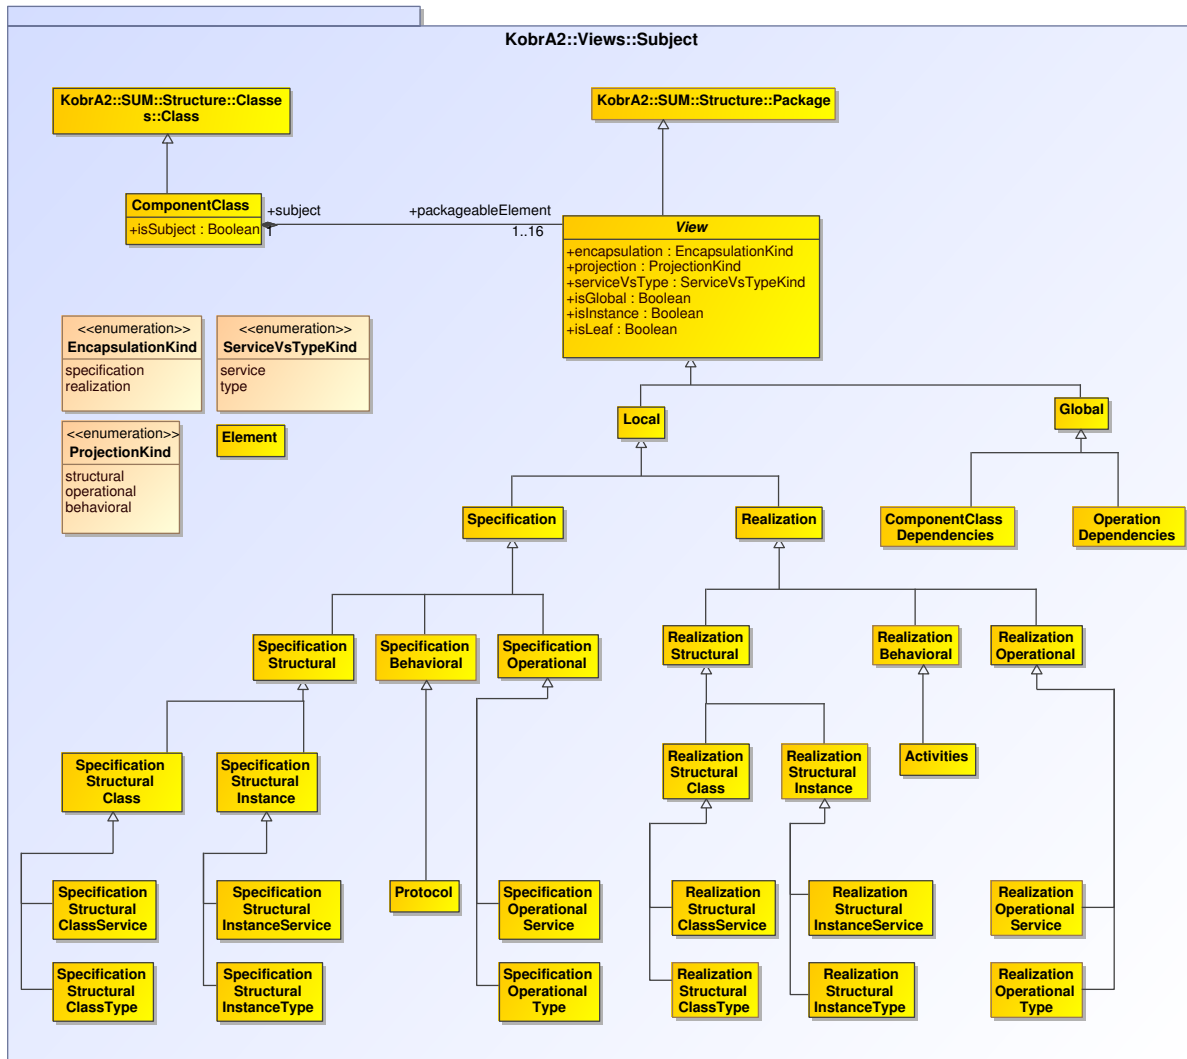 KobrA2::Views::Subject
KobrA2::SUM::Structure::Classe
s::Class
KobrA2::SUM::Structure::Package
ComponentClass
+isSubject : Boolean
+subject
1
+packageableElement
1..16
View
+encapsulation : EncapsulationKind
+projection : ProjectionKind
+serviceVsType : ServiceVsTypeKind
+isGlobal : Boolean
+isInstance : Boolean
+isLeaf : Boolean
<<enumeration>>
EncapsulationKind
specification
realization
<<enumeration>>
ServiceVsTypeKind
service
type
<<enumeration>>
ProjectionKind
structural
operational
behavioral
Element
Local
Global
Specification
Realization
ComponentClass
Dependencies
Operation
Dependencies
Specification
Structural
Specification
Behavioral
Specification
Operational
Realization
Structural
Realization
Behavioral
Realization
Operational
Specification
Structural
Class
Specification
Structural
Instance
Realization
Structural
Class
Realization
Structural
Instance
Activities
Specification
Structural
ClassService
Specification
Structural
InstanceService
Protocol
Specification
Operational
Service
Realization
Structural
ClassService
Realization
Structural
InstanceService
Realization
Operational
Service
Specification
Structural
ClassType
Specification
Structural
InstanceType
Specification
Operational
Type
Realization
Structural
ClassType
Realization
Structural
InstanceType
Realization
Operational
Type